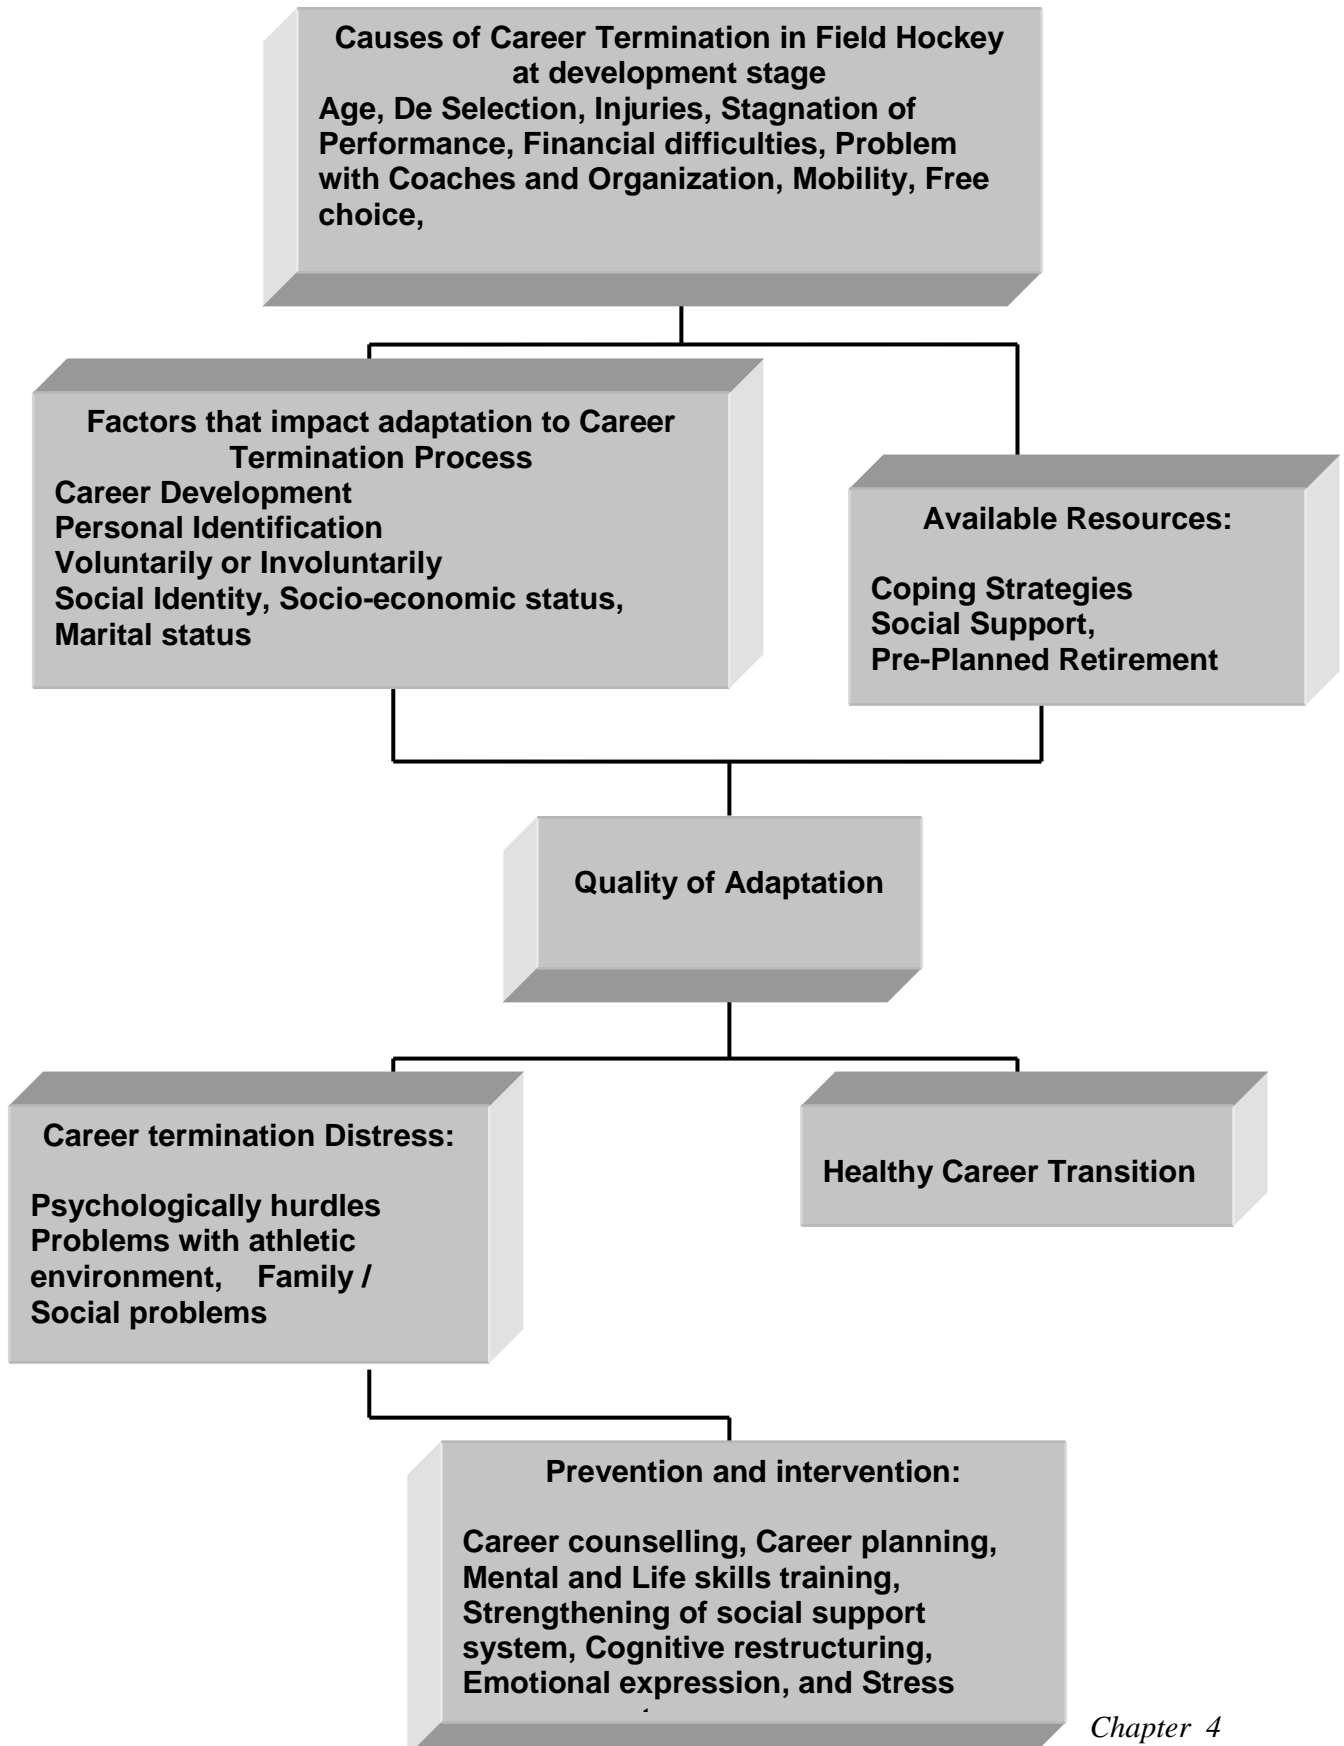 Causes of Career Termination in Field Hockey
at development stage
Age, De Selection, Injuries, Stagnation of
Performance, Financial difficulties, Problem
with Coaches and Organization, Mobility, Free
choice,
Factors that impact adaptation to Career
Termination Process
Career Development
Personal Identification
Voluntarily or Involuntarily
Social Identity, Socio-economic status,
Marital status
Available Resources:
Coping Strategies
Social Support,
Pre-Planned Retirement
Quality of Adaptation
Career termination Distress:
Psychologically hurdles
Problems with athletic
environment, Family /
Social problems
Healthy Career Transition
Prevention and intervention:
Career counselling, Career planning,
Mental and Life skills training,
Strengthening of social support
system, Cognitive restructuring,
Emotional expression, and Stress
Chapter 4